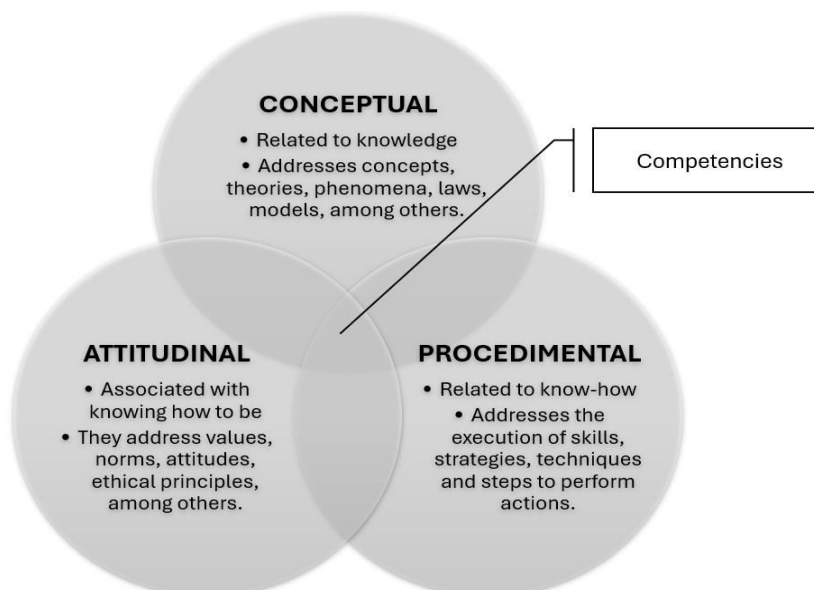 CONCEPTUAL
• Related to knowledge
• Addresses concepts,
theories, phenomena, laws,
models, among others.
Competencies
ATTITUDINAL
• Associated with
knowing how to be
• They address values,
norms, attitudes,
ethical principles,
among others.
PROCEDIMENTAL
• Related to know-how
• Addresses the
execution of skills,
strategies, techniques
and steps to perform
actions.